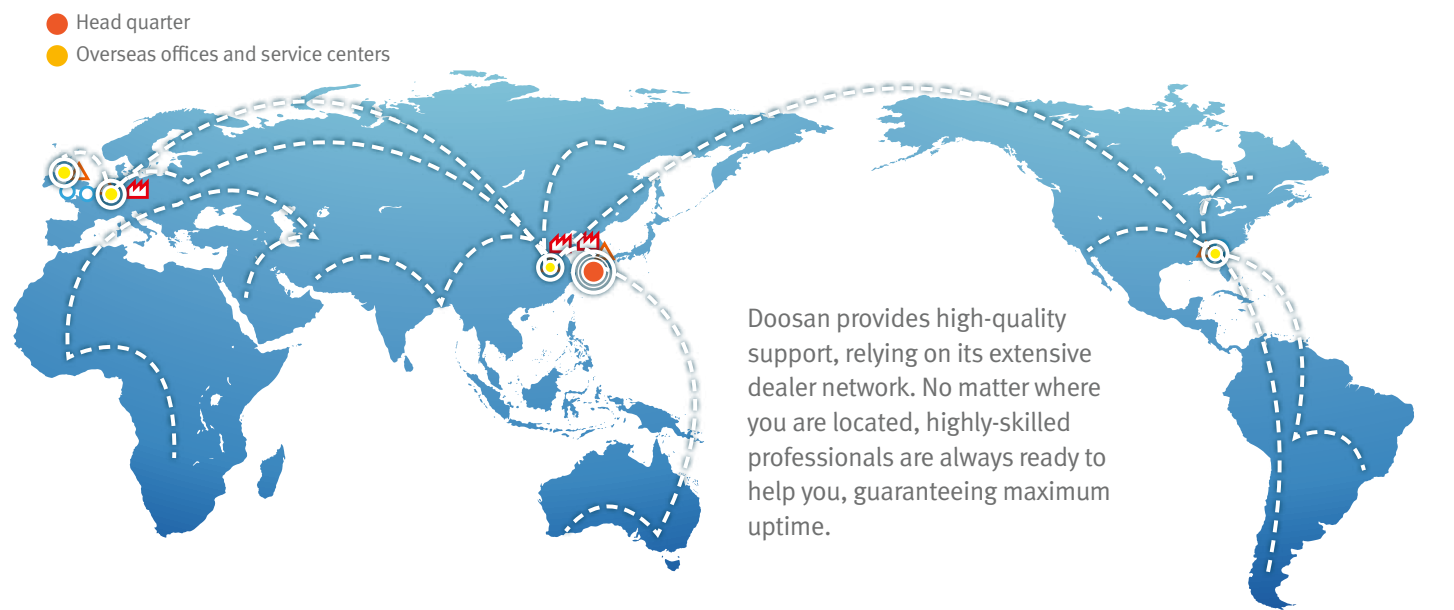 Head quarter
Overseas offices and service centers
Doosan provides high-quality
support, relying on its extensive
dealer network. No matter where
you are located, highly-skilled
professionals are always ready to
help you, guaranteeing maximum
uptime.